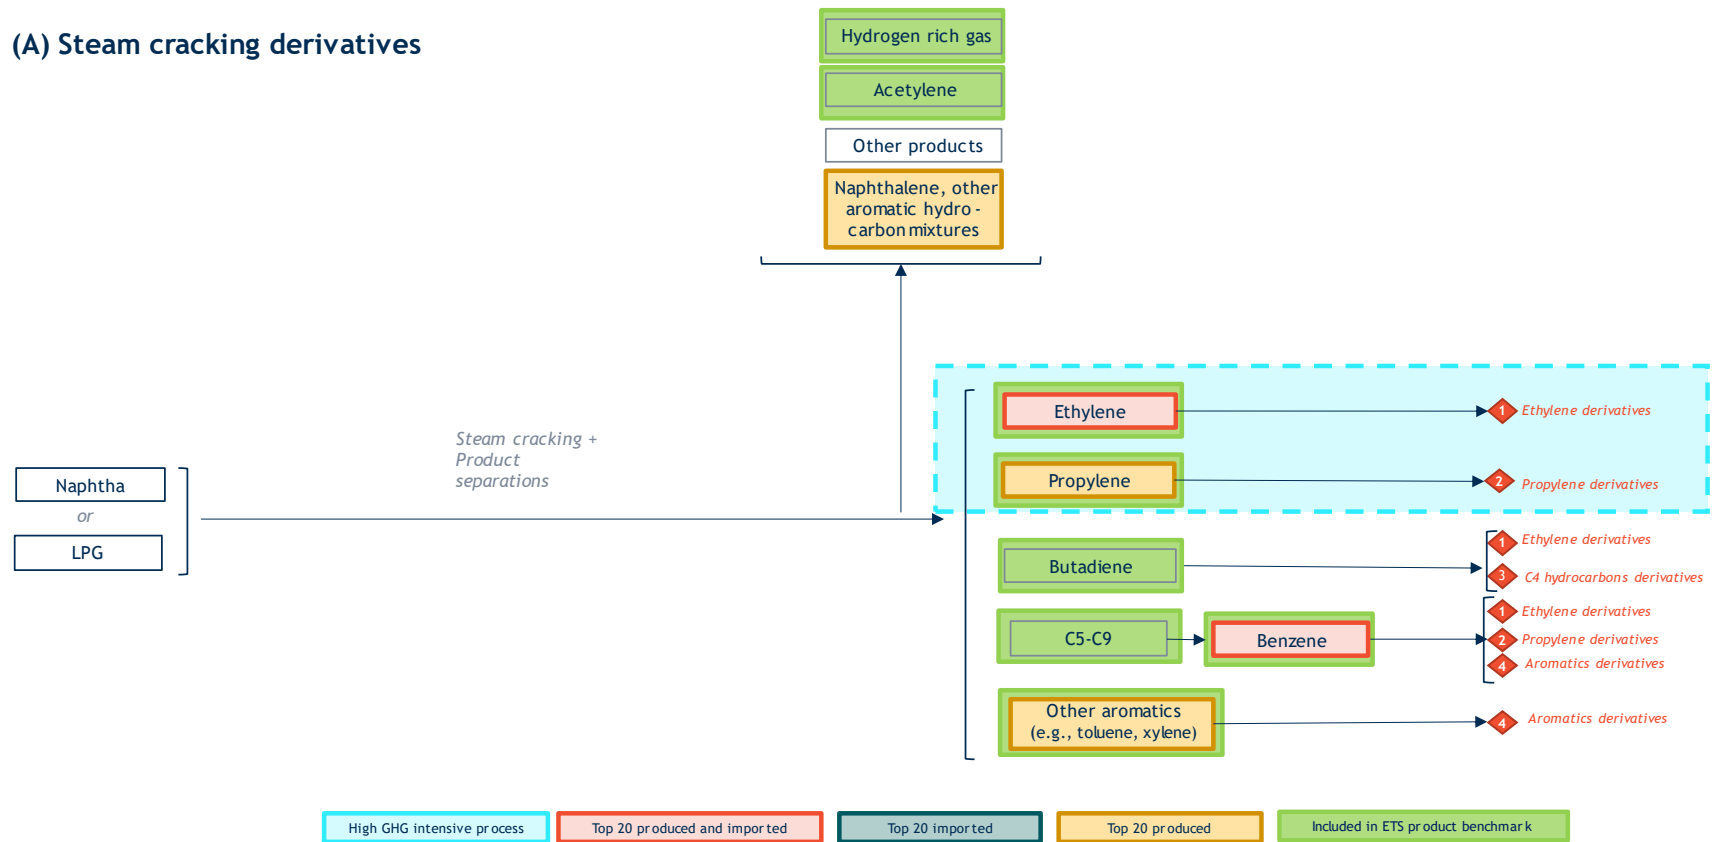 (A) Steam cracking derivatives
Hydrogen rich gas
Acetylene
Other products
Naphthalene, other
aromatic hydro-
carbon mixtures
Steam cracking +
Product
separations
Naphtha
or
LPG
Ethylene
1 Ethylene derivatives
Propylene
2 Propylene derivatives
Butadiene
1 Ethylene derivatives
3 C4 hydrocarbons derivatives
C5-C9
Benzene
1 Ethylene derivatives
2 Propylene derivatives
4 Aromatics derivatives
Other aromatics
(e.g., toluene, xylene)
4 Aromatics derivatives
High GHG intensive process
Top 20 produced and imported
Top 20 imported
Top 20 produced
Included in ETS product benchmark